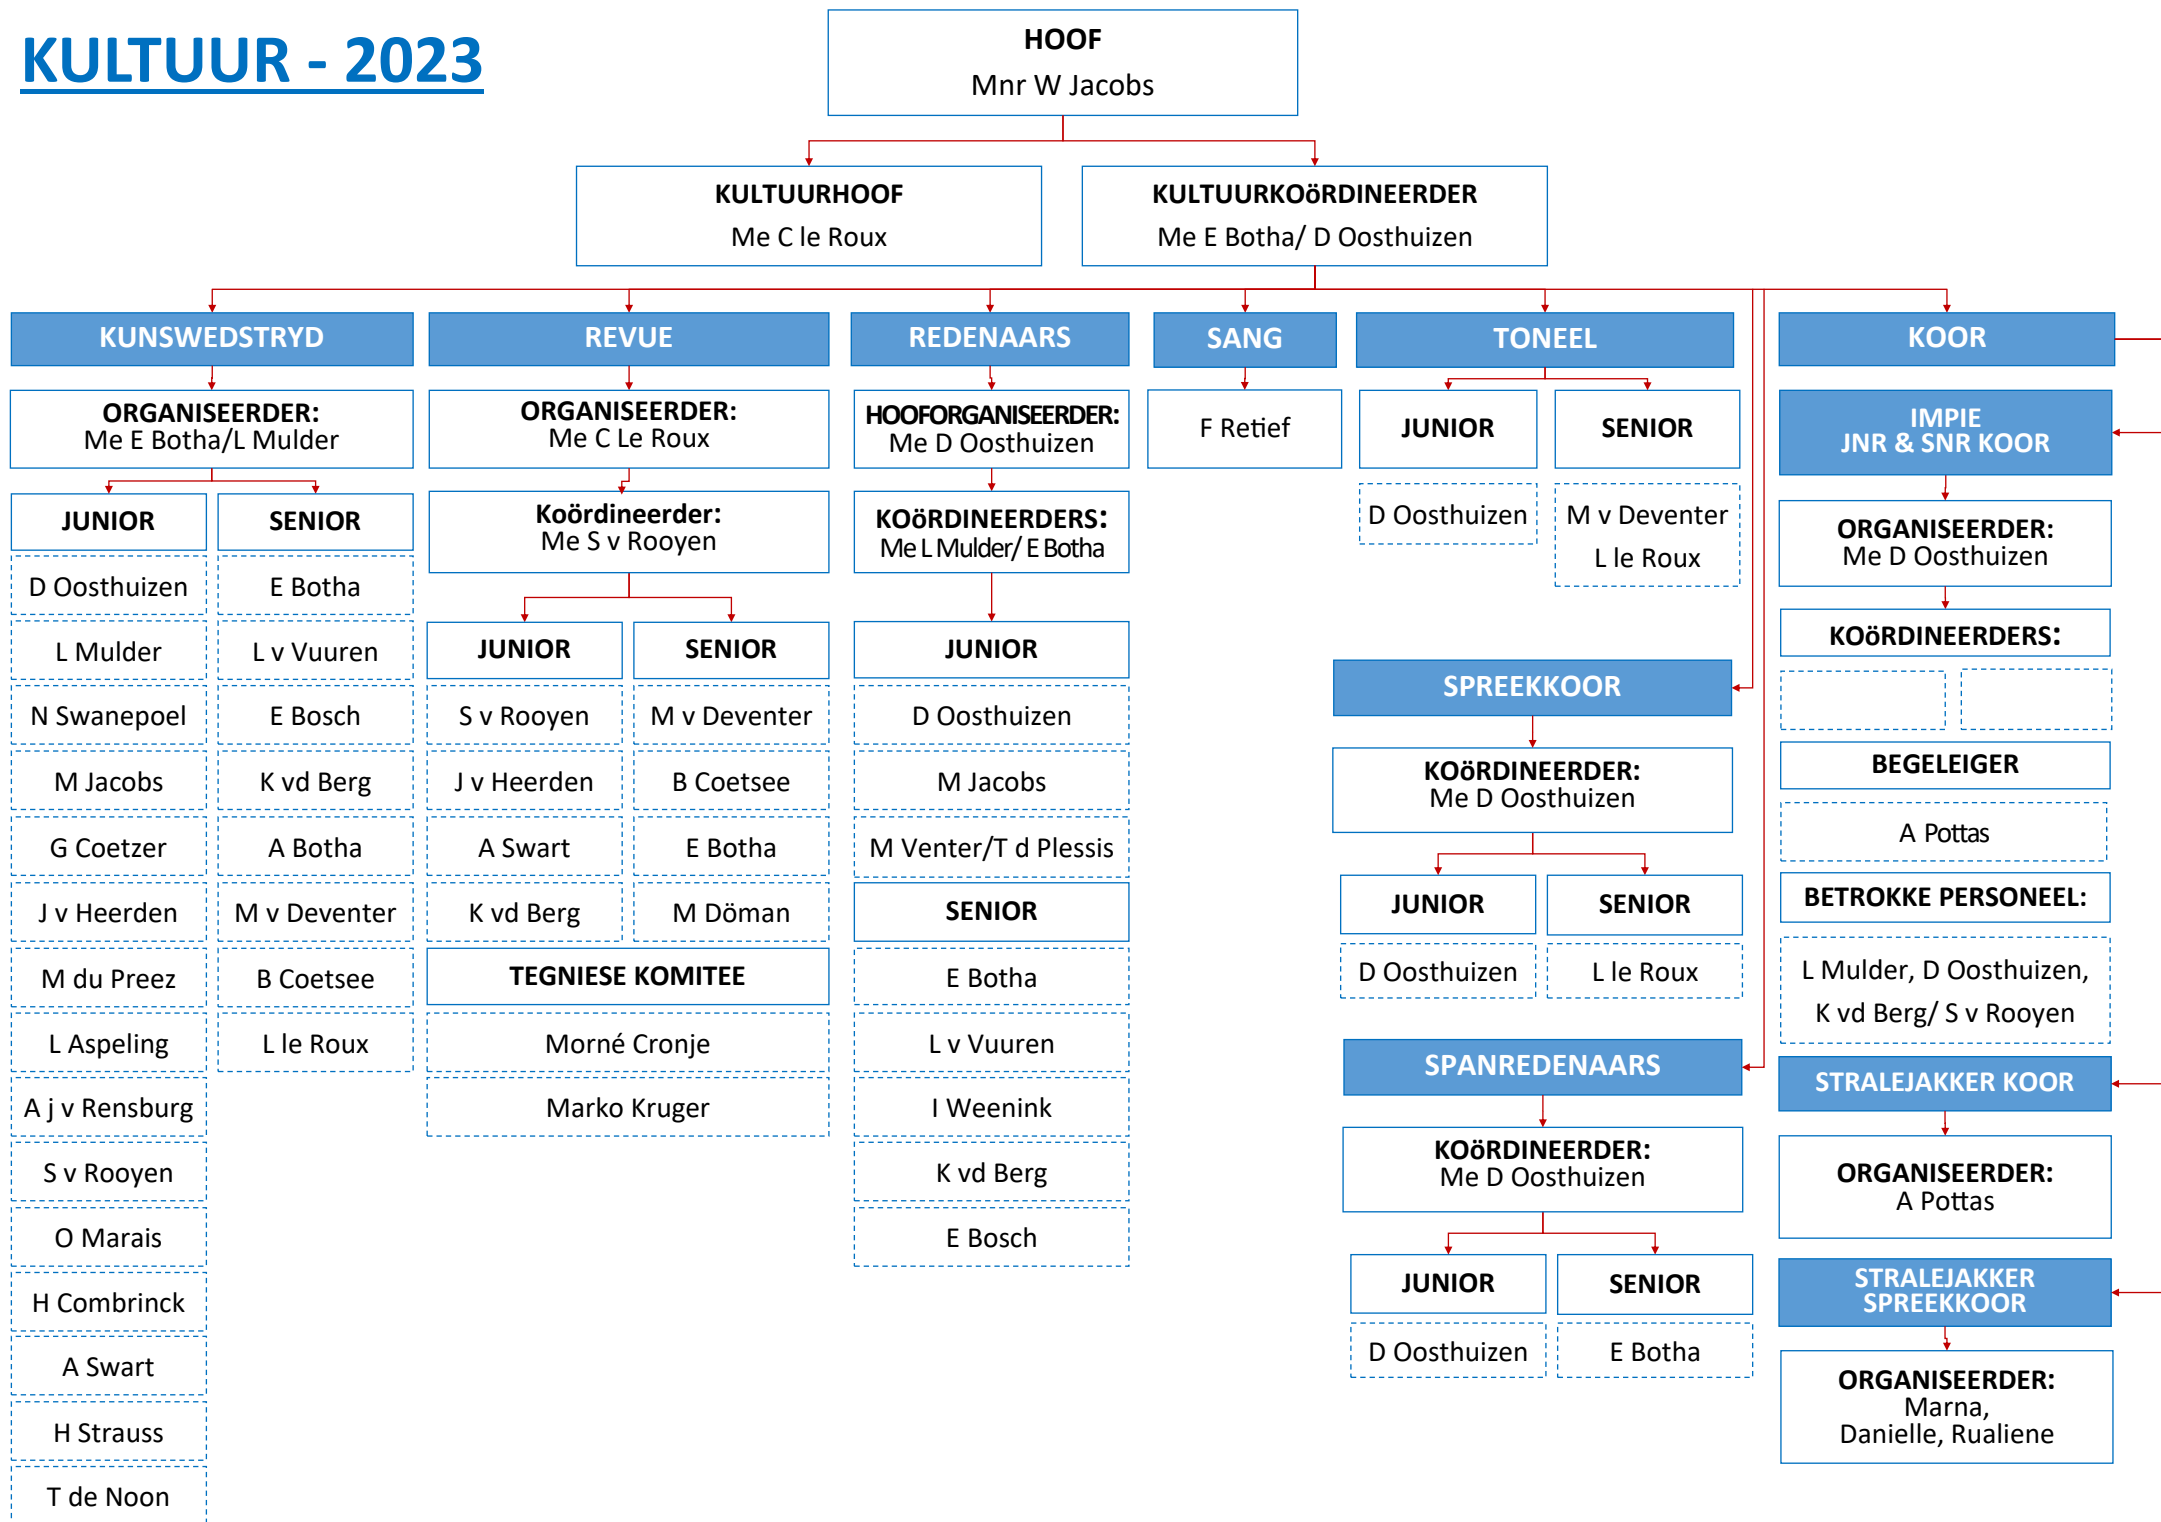 KULTUUR - 2023
HOOF
Mnr W Jacobs
KULTUURHOOF
Me C le Roux
KULTUURKOöRDINEERDER
Me E Botha/ D Oosthuizen
KUNSWEDSTRYD
ORGANISEERDER:
Me E Botha/L Mulder
JUNIOR
D Oosthuizen
L Mulder
N Swanepoel
M Jacobs
G Coetzer
J v Heerden
M du Preez
L Aspeling
A j v Rensburg
S v Rooyen
O Marais
H Combrinck
A Swart
H Strauss
T de Noon
SENIOR
E Botha
L v Vuuren
E Bosch
K vd Berg
A Botha
M v Deventer
B Coetsee
L le Roux
REVUE
ORGANISEERDER:
Me C Le Roux
Koördineerder:
Me S v Rooyen
JUNIOR
S v Rooyen
J v Heerden
A Swart
K vd Berg
SENIOR
M v Deventer
B Coetsee
E Botha
M Döman
TEGNIESE KOMITEE
Morné Cronje
Marko Kruger
REDENAARS
HOOFORGANISEERDER:
Me D Oosthuizen
KOöRDINEERDERS:
Me L Mulder/ E Botha
JUNIOR
D Oosthuizen
M Jacobs
M Venter/T d Plessis
SENIOR
E Botha
L v Vuuren
I Weenink
K vd Berg
E Bosch
SANG
F Retief
TONEEL
JUNIOR
D Oosthuizen
SENIOR
M v Deventer
L le Roux
SPREEKKOOR
KOöRDINEERDER:
Me D Oosthuizen
JUNIOR
D Oosthuizen
SENIOR
L le Roux
SPANREDENAARS
KOöRDINEERDER:
Me D Oosthuizen
JUNIOR
D Oosthuizen
SENIOR
E Botha
KOOR
IMPIE
JNR & SNR KOOR
ORGANISEERDER:
Me D Oosthuizen
KOöRDINEERDERS:
BEGELEIGER
A Pottas
BETROKKE PERSONEEL:
L Mulder, D Oosthuizen,
K vd Berg/ S v Rooyen
STRALEJAKKER KOOR
ORGANISEERDER:
A Pottas
STRALEJAKKER
SPREEKKOOR
ORGANISEERDER:
Marna,
Danielle, Rualiene